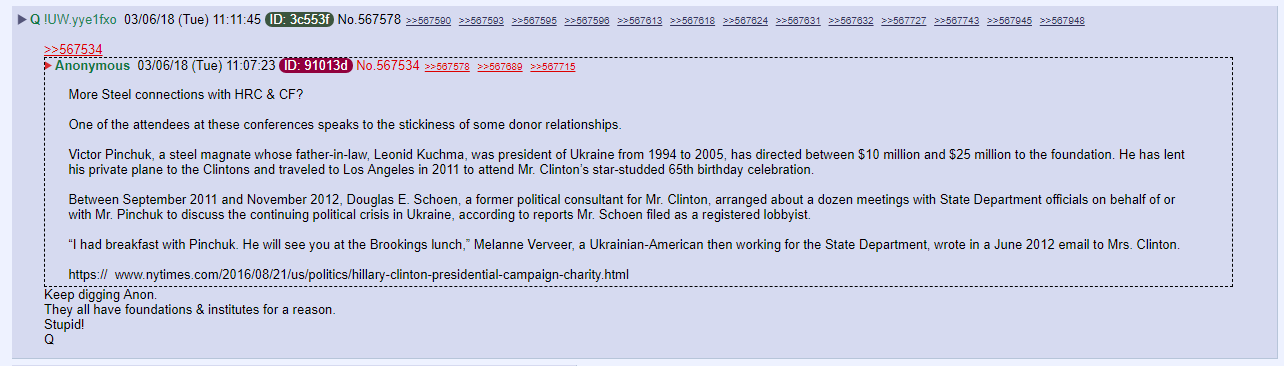 ▶ Q !UW.yye1fxo 03/06/18 (Tue) 11:11:45 ID: 3c553f No.567578 >>567590 >>567593 >>567595 >>567596 >>567613 >>567618 >>567624 >>567631 >>567632 >>567727 >>567743 >>567945 >>567948
>>567534
▶ Anonymous 03/06/18 (Tue) 11:07:23 ID: 91013d No.567534 >>567578 >>567689 >>567715
More Steel connections with HRC & CF?
One of the attendees at these conferences speaks to the stickiness of some donor relationships.
Victor Pinchuk, a steel magnate whose father-in-law, Leonid Kuchma, was president of Ukraine from 1994 to 2005, has directed between $10 million and $25 million to the foundation. He has lent
his private plane to the Clintons and traveled to Los Angeles in 2011 to attend Mr. Clinton’s star-studded 65th birthday celebration.
Between September 2011 and November 2012, Douglas E. Schoen, a former political consultant for Mr. Clinton, arranged about a dozen meetings with State Department officials on behalf of or
with Mr. Pinchuk to discuss the continuing political crisis in Ukraine, according to reports Mr. Schoen filed as a registered lobbyist.
“I had breakfast with Pinchuk. He will see you at the Brookings lunch,” Melanne Verveer, a Ukrainian-American then working for the State Department, wrote in a June 2012 email to Mrs. Clinton.
https:// www.nytimes.com/2016/08/21/us/politics/hillary-clinton-presidential-campaign-charity.html
Keep digging Anon.
They all have foundations & institutes for a reason.
Stupid!
Q